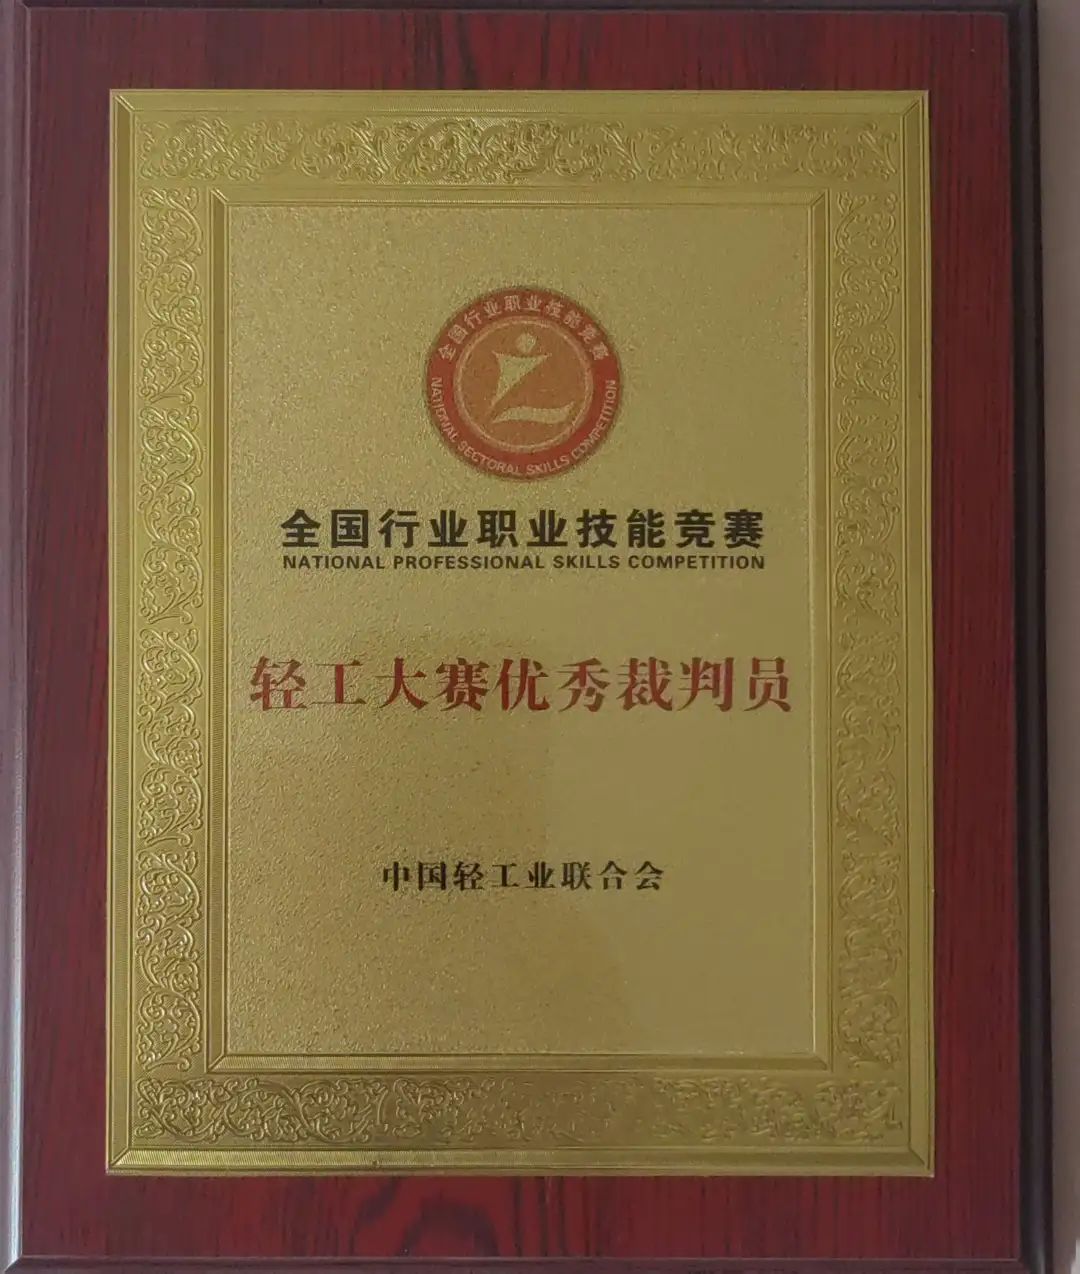 全国行业职业技能竞赛
NATIONAL SECTORAL SKILLS COMPETITION
全国行业职业技能竞赛
NATIONAL PROFESSIONAL SKILLS COMPETITION
轻工大赛优秀裁判员
中国轻工业联合会